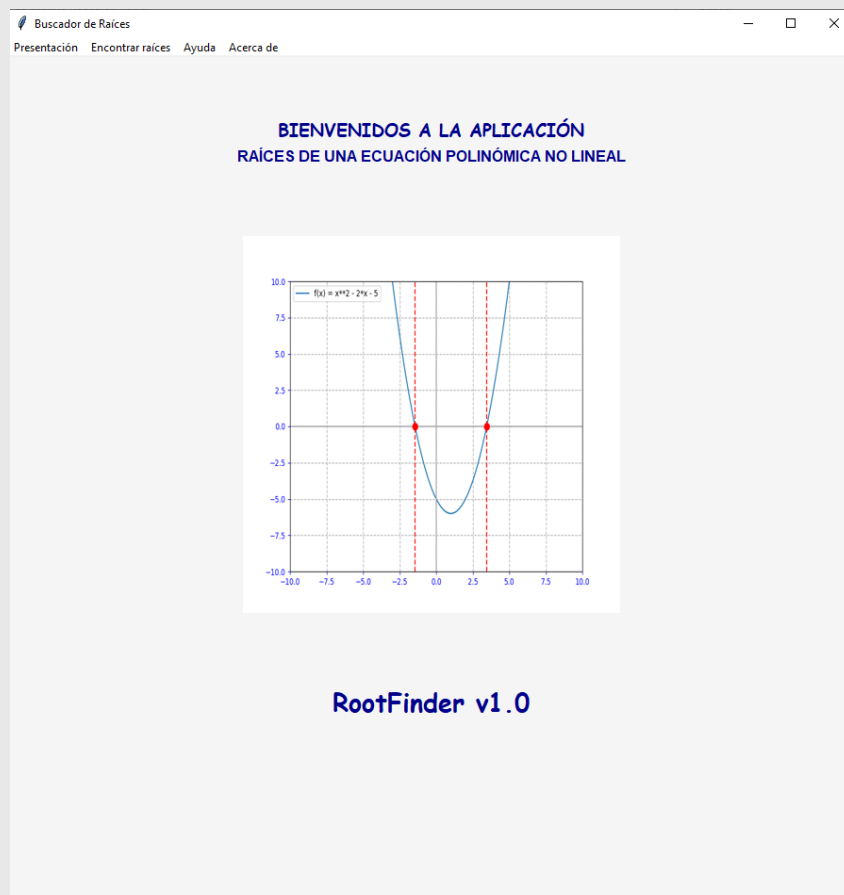 Buscador de Raíces
Presentación Encontrar raíces Ayuda Acerca de
BIENVENIDOS A LA APLICACIÓN
RAÍCES DE UNA ECUACIÓN POLINÓMICA NO LINEAL
f(x) = x**2 - 2*x - 5
10.0
7.5
5.0
2.5
0.0
−2.5
−5.0
−7.5
−10.0
−10.0 −7.5 −5.0 −2.5 0.0 2.5 5.0 7.5 10.0
RootFinder v1.0